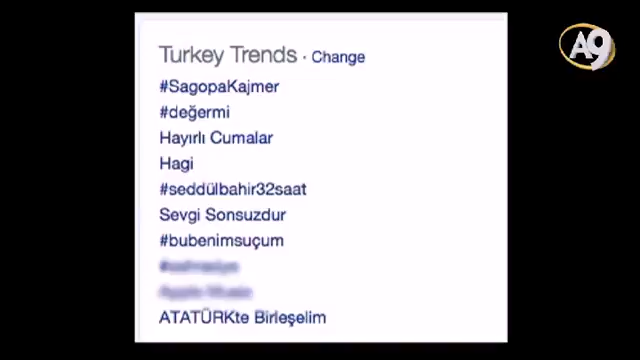 Turkey Trends · Change
#SagopaKajmer
#değermi
Hayırlı Cumalar
Hagi
#seddülbahir32saat
Sevgi Sonsuzdur
#bubenimsuçum
ATATÜRKte Birleşelim
A9